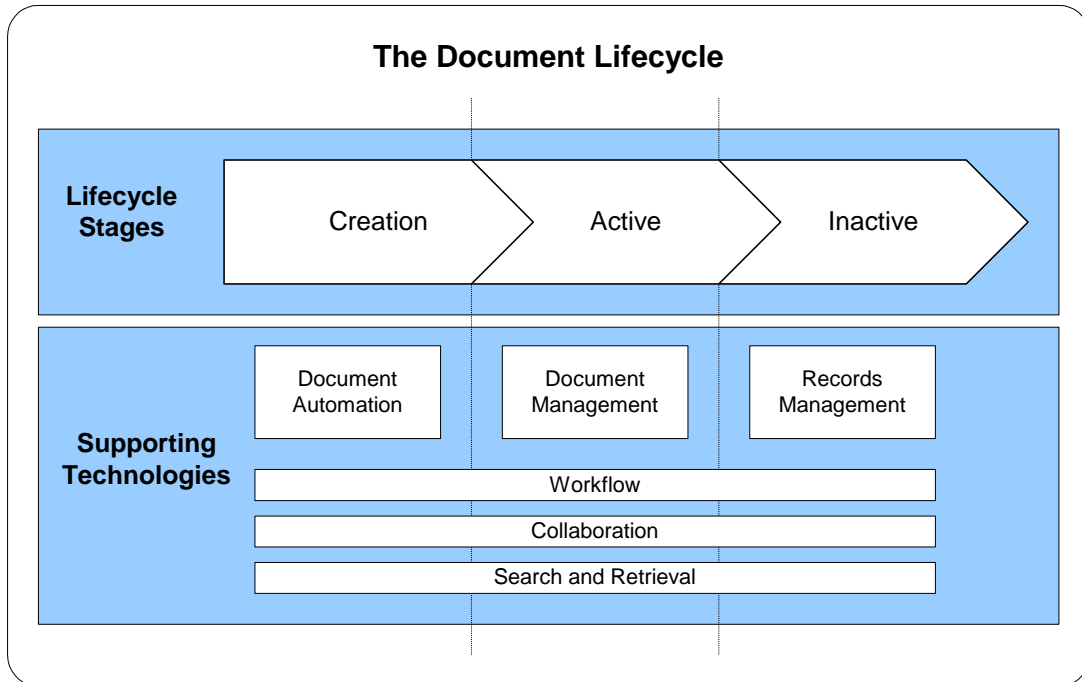 The Document Lifecycle
Lifecycle
Stages
Creation
Active
Inactive
Document
Automation
Document
Management
Records
Management
Supporting
Technologies
Workflow
Collaboration
Search and Retrieval